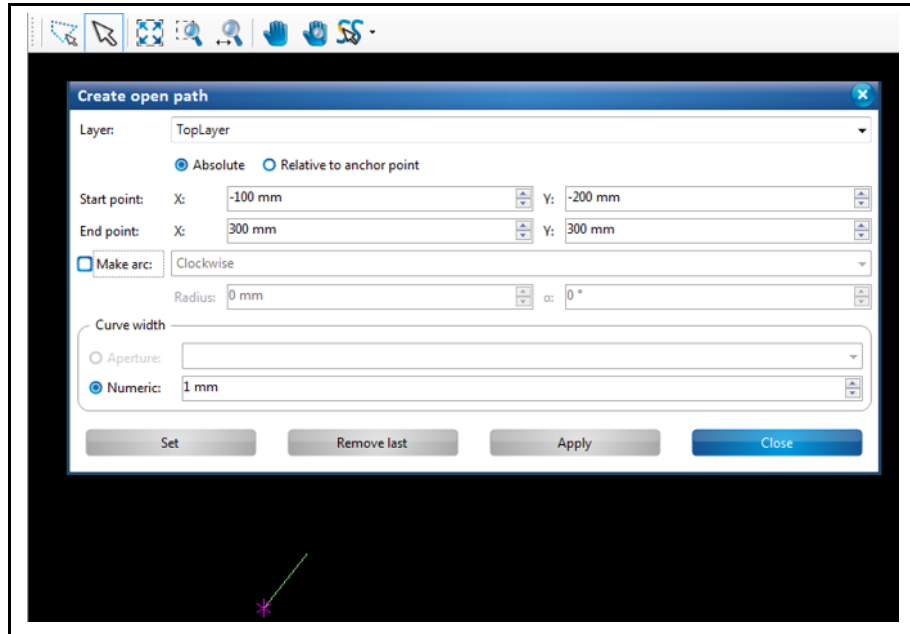 Create open path
Layer: TopLayer
Absolute Relative to anchor point
Start point: X: -100 mm Y: -200 mm
End point: X: 300 mm Y: 300 mm
Make arc: Clockwise
Radius: 0 mm α: 0 °
Curve width
Aperture:
Numeric: 1 mm
Set Remove last Apply Close